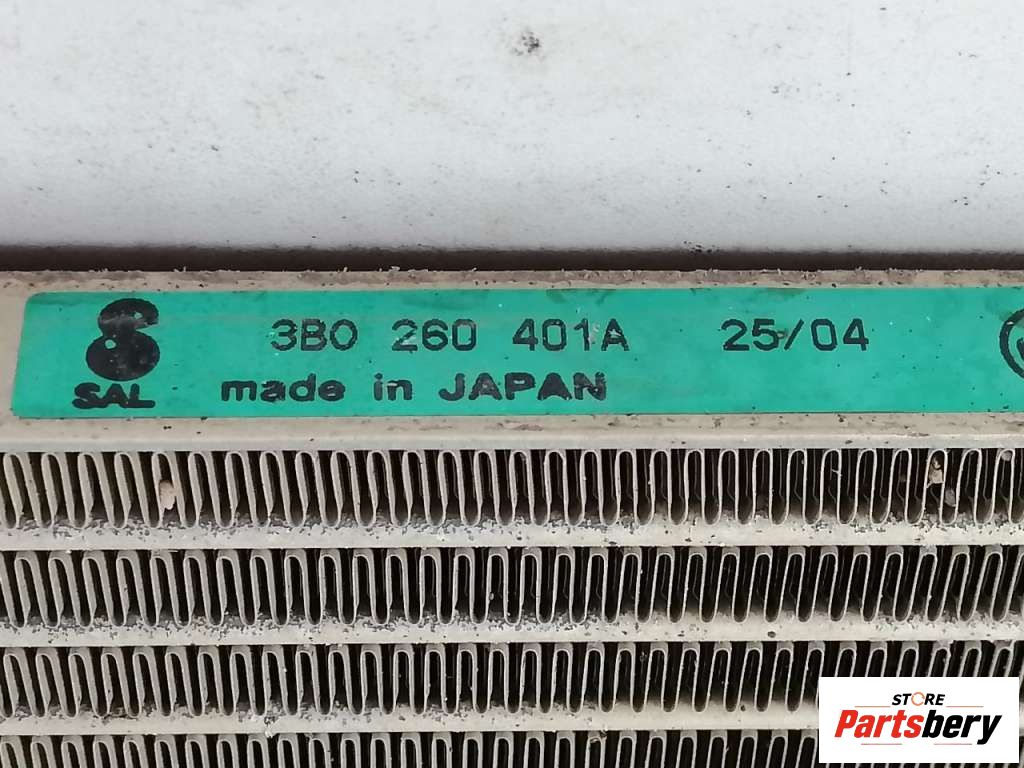 3B0 260 401A 25/04
SAL made in JAPAN
STORE
Partsbery